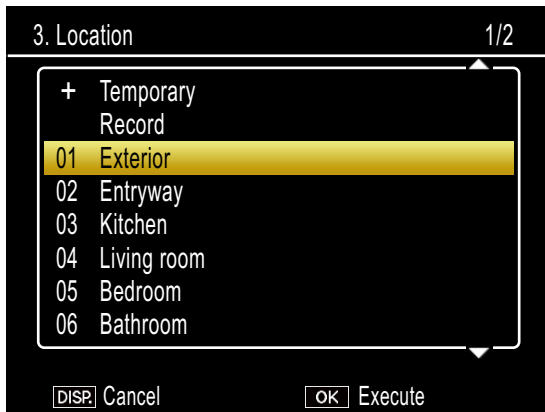 3. Location 1/2
+ Temporary
Record
01 Exterior
02 Entryway
03 Kitchen
04 Living room
05 Bedroom
06 Bathroom
DISP. Cancel OK Execute